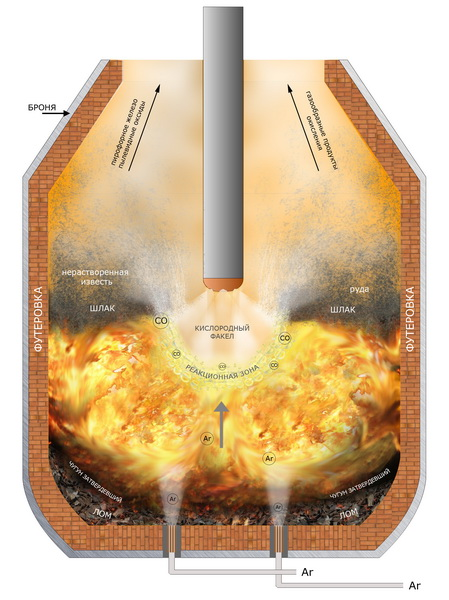 пирофорное железо
пылевидные оксиды
газообразные продукты
окисления
БРОНЯ
нерастворенная
известь
ШЛАК
руда
ШЛАК
ФУТЕРОВКА
ФУТЕРОВКА
CO
CO
КИСЛОРОДНЫЙ
ФАКЕЛ
CO
CO
CO
РЕАКЦИОННАЯ ЗОНА
Ar
Ar
ЧУГУН ЗАТВЕРДЕВШИЙ
ЧУГУН ЗАТВЕРДЕВШИЙ
Ar
Ar
ЛОМ
ЛОМ
Ar
Ar